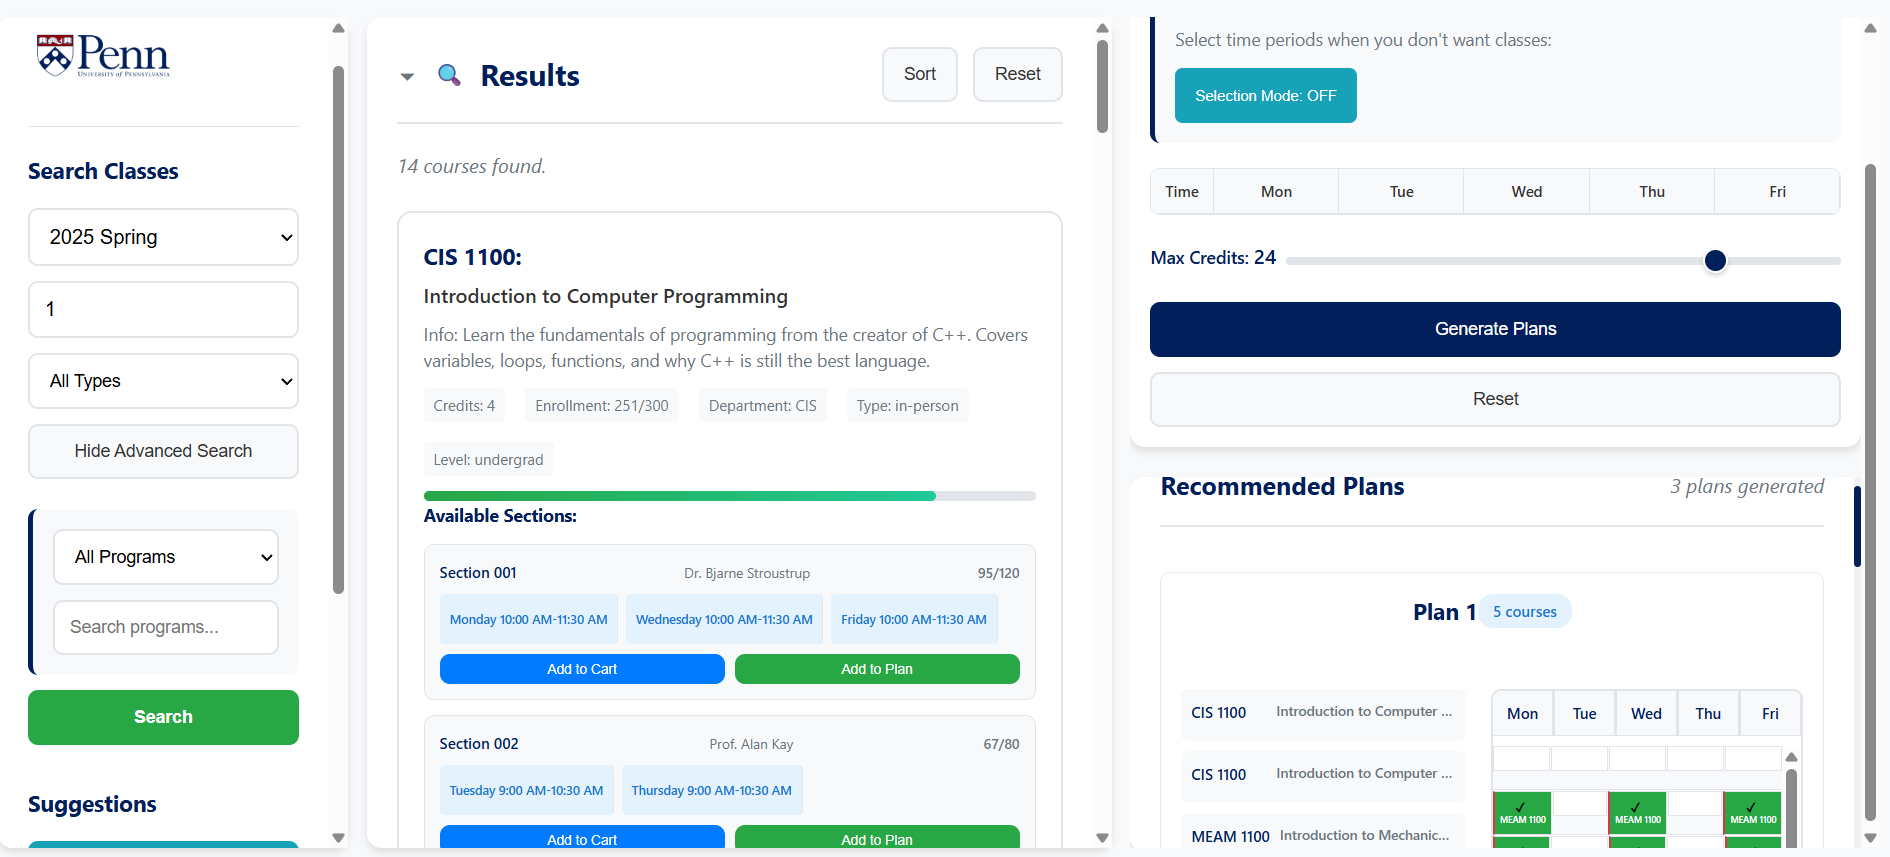 Penn
UNIVERSITY of PENNSYLVANIA
Search Classes
2025 Spring
1
All Types
Hide Advanced Search
All Programs
Search programs...
Search
Suggestions
Results
Sort
Reset
14 courses found.
CIS 1100:
Introduction to Computer Programming
Info: Learn the fundamentals of programming from the creator of C++. Covers
variables, loops, functions, and why C++ is still the best language.
Credits: 4
Enrollment: 251/300
Department: CIS
Type: in-person
Level: undergrad
Available Sections:
Section 001
Dr. Bjarne Stroustrup
95/120
Monday 10:00 AM-11:30 AM
Wednesday 10:00 AM-11:30 AM
Friday 10:00 AM-11:30 AM
Add to Cart
Add to Plan
Section 002
Prof. Alan Kay
67/80
Tuesday 9:00 AM-10:30 AM
Thursday 9:00 AM-10:30 AM
Add to Cart
Add to Plan
Select time periods when you don't want classes:
Selection Mode: OFF
Time
Mon
Tue
Wed
Thu
Fri
Max Credits: 24
Generate Plans
Reset
Recommended Plans
3 plans generated
Plan 1
5 courses
CIS 1100
Introduction to Computer ...
CIS 1100
Introduction to Computer ...
MEAM 1100
Introduction to Mechanic...
Mon
Tue
Wed
Thu
Fri
✓
MEAM 1100
✓
MEAM 1100
✓
MEAM 1100